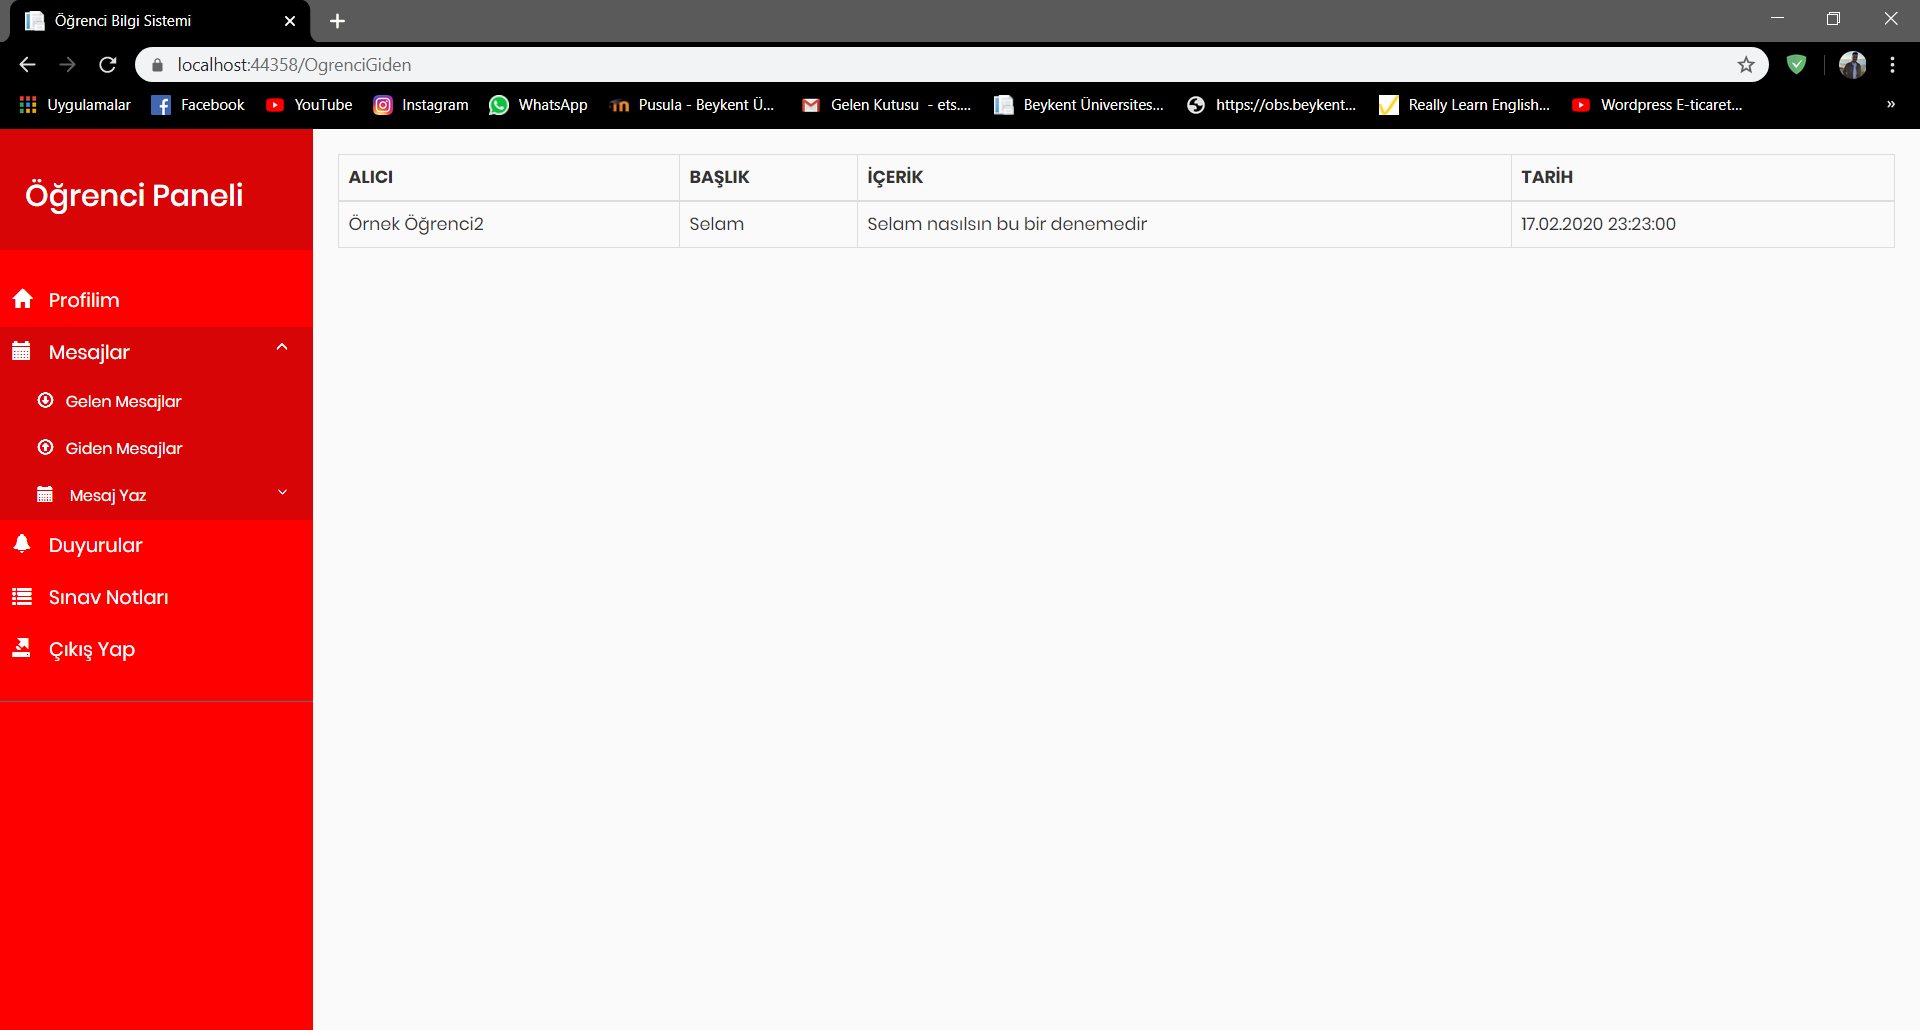 Öğrenci Bilgi Sistemi
localhost:44358/OgrenciGiden
Uygulamalar Facebook YouTube Instagram WhatsApp Pusula - Beykent Ü... Gelen Kutusu - ets.... Beykent Üniversites... https://obs.beykent... Really Learn English... Wordpress E-ticaret... »
Öğrenci Paneli
Profilim
Mesajlar
Gelen Mesajlar
Giden Mesajlar
Mesaj Yaz
Duyurular
Sınav Notları
Çıkış Yap
ALICI BAŞLIK İÇERİK TARİH
Örnek Öğrenci2 Selam Selam nasılsın bu bir denemedir 17.02.2020 23:23:00